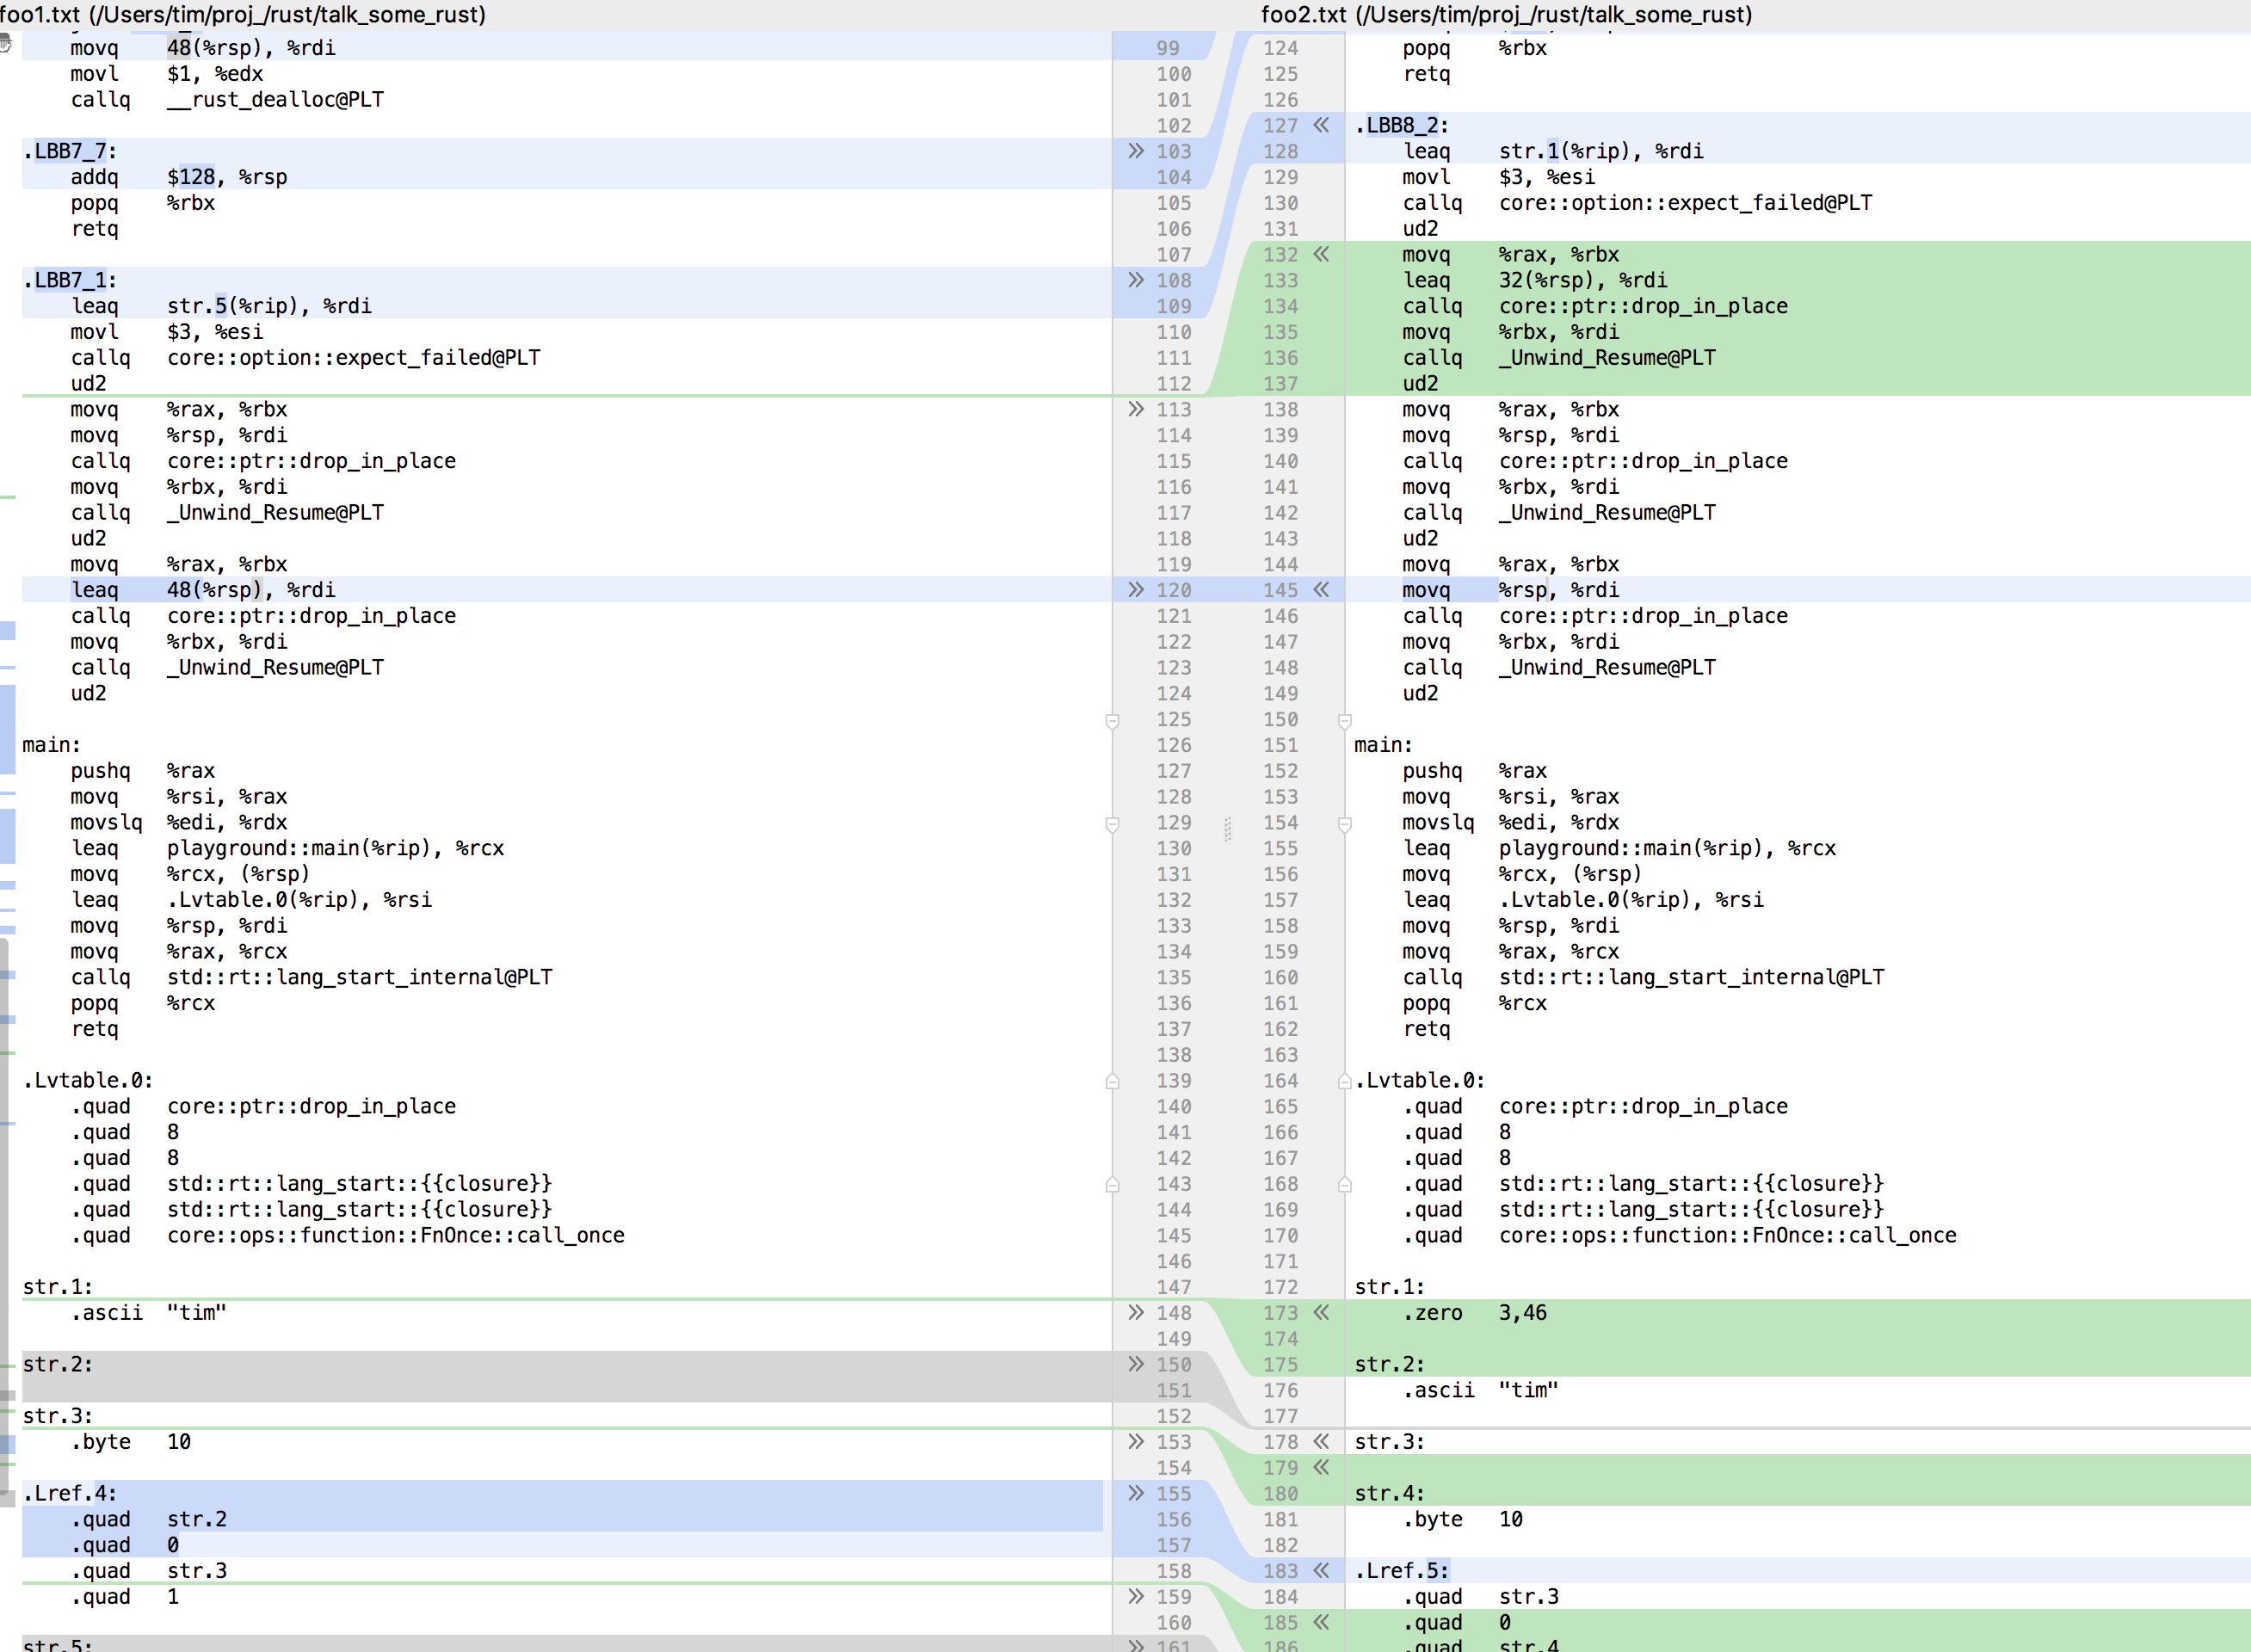 foo1.txt (/Users/tim/proj_/rust/talk_some_rust) foo2.txt (/Users/tim/proj_/rust/talk_some_rust)
movq 48(%rsp), %rdi 99 124 popq %rbx
movl $1, %edx 100 125 retq
callq __rust_dealloc@PLT 101 126
102 127 « .LBB8_2:
.LBB7_7: » 103 128 leaq str.1(%rip), %rdi
addq $128, %rsp 104 129 movl $3, %esi
popq %rbx 105 130 callq core::option::expect_failed@PLT
retq 106 131 ud2
107 132 « movq %rax, %rbx
.LBB7_1: » 108 133 leaq 32(%rsp), %rdi
leaq str.5(%rip), %rdi 109 134 callq core::ptr::drop_in_place
movl $3, %esi 110 135 movq %rbx, %rdi
callq core::option::expect_failed@PLT 111 136 callq _Unwind_Resume@PLT
ud2 112 137 ud2
movq %rax, %rbx » 113 138 movq %rax, %rbx
movq %rsp, %rdi 114 139 movq %rsp, %rdi
callq core::ptr::drop_in_place 115 140 callq core::ptr::drop_in_place
movq %rbx, %rdi 116 141 movq %rbx, %rdi
callq _Unwind_Resume@PLT 117 142 callq _Unwind_Resume@PLT
ud2 118 143 ud2
movq %rax, %rbx 119 144 movq %rax, %rbx
leaq 48(%rsp), %rdi » 120 145 « movq %rsp, %rdi
callq core::ptr::drop_in_place 121 146 callq core::ptr::drop_in_place
movq %rbx, %rdi 122 147 movq %rbx, %rdi
callq _Unwind_Resume@PLT 123 148 callq _Unwind_Resume@PLT
ud2 124 149 ud2
125 150
main: 126 151 main:
pushq %rax 127 152 pushq %rax
movq %rsi, %rax 128 153 movq %rsi, %rax
movslq %edi, %rdx 129 154 movslq %edi, %rdx
leaq playground::main(%rip), %rcx 130 155 leaq playground::main(%rip), %rcx
movq %rcx, (%rsp) 131 156 movq %rcx, (%rsp)
leaq .Lvtable.0(%rip), %rsi 132 157 leaq .Lvtable.0(%rip), %rsi
movq %rsp, %rdi 133 158 movq %rsp, %rdi
movq %rax, %rcx 134 159 movq %rax, %rcx
callq std::rt::lang_start_internal@PLT 135 160 callq std::rt::lang_start_internal@PLT
popq %rcx 136 161 popq %rcx
retq 137 162 retq
138 163
.Lvtable.0: 139 164 .Lvtable.0:
.quad core::ptr::drop_in_place 140 165 .quad core::ptr::drop_in_place
.quad 8 141 166 .quad 8
.quad 8 142 167 .quad 8
.quad std::rt::lang_start::{{closure}} 143 168 .quad std::rt::lang_start::{{closure}}
.quad std::rt::lang_start::{{closure}} 144 169 .quad std::rt::lang_start::{{closure}}
.quad core::ops::function::FnOnce::call_once 145 170 .quad core::ops::function::FnOnce::call_once
146 171
str.1: 147 172 str.1:
.ascii "tim" » 148 173 « .zero 3,46
149 174
str.2: » 150 175 str.2:
151 176 .ascii "tim"
str.3: 152 177
.byte 10 » 153 178 « str.3:
154 179 «
.Lref.4: » 155 180 str.4:
.quad str.2 156 181 .byte 10
.quad 0 157 182
.quad str.3 158 183 « .Lref.5:
.quad 1 » 159 184 .quad str.3
160 185 « .quad 0
str.5: » 161 186 .quad str.4